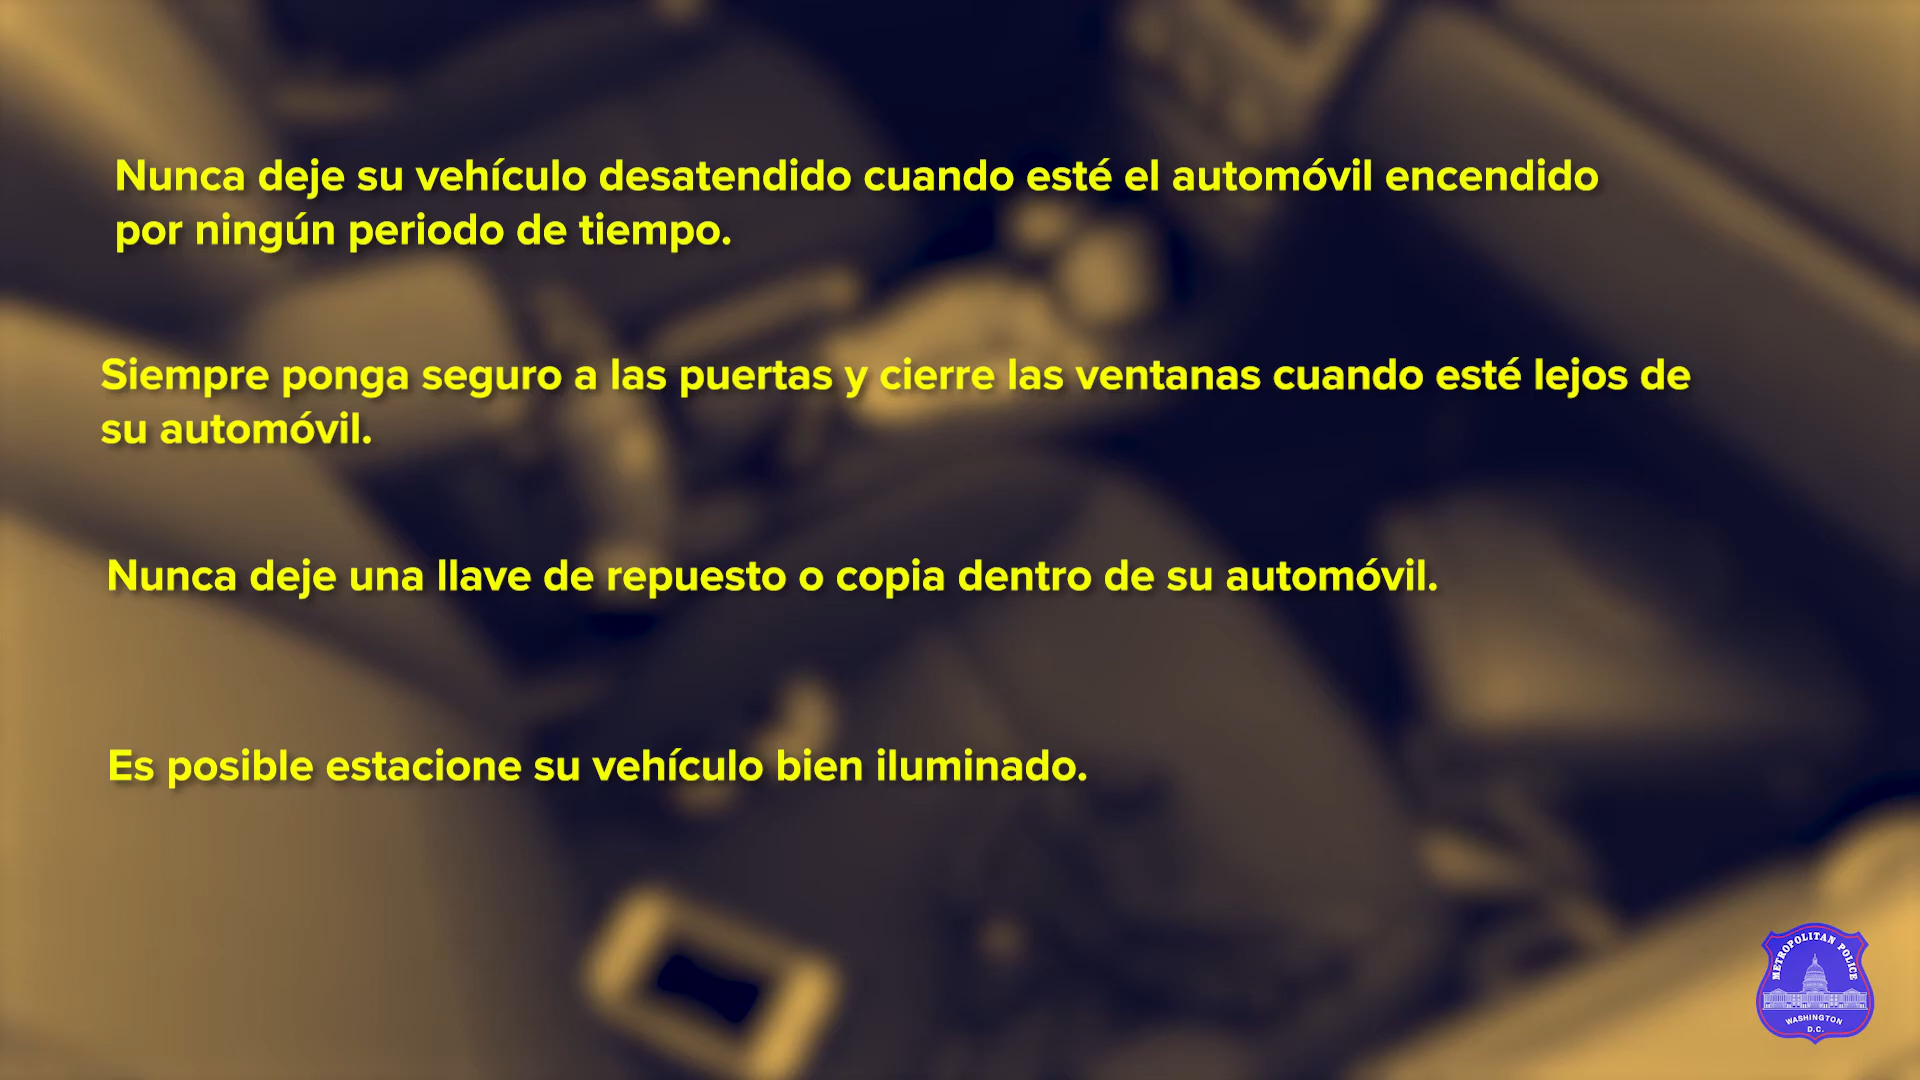 Nunca deje su vehículo desatendido cuando esté el automóvil encendido
por ningún periodo de tiempo.
Siempre ponga seguro a las puertas y cierre las ventanas cuando esté lejos de
su automóvil.
Nunca deje una llave de repuesto o copia dentro de su automóvil.
Es posible estacione su vehículo bien iluminado.
METROPOLITAN POLICE
WASHINGTON
D.C.